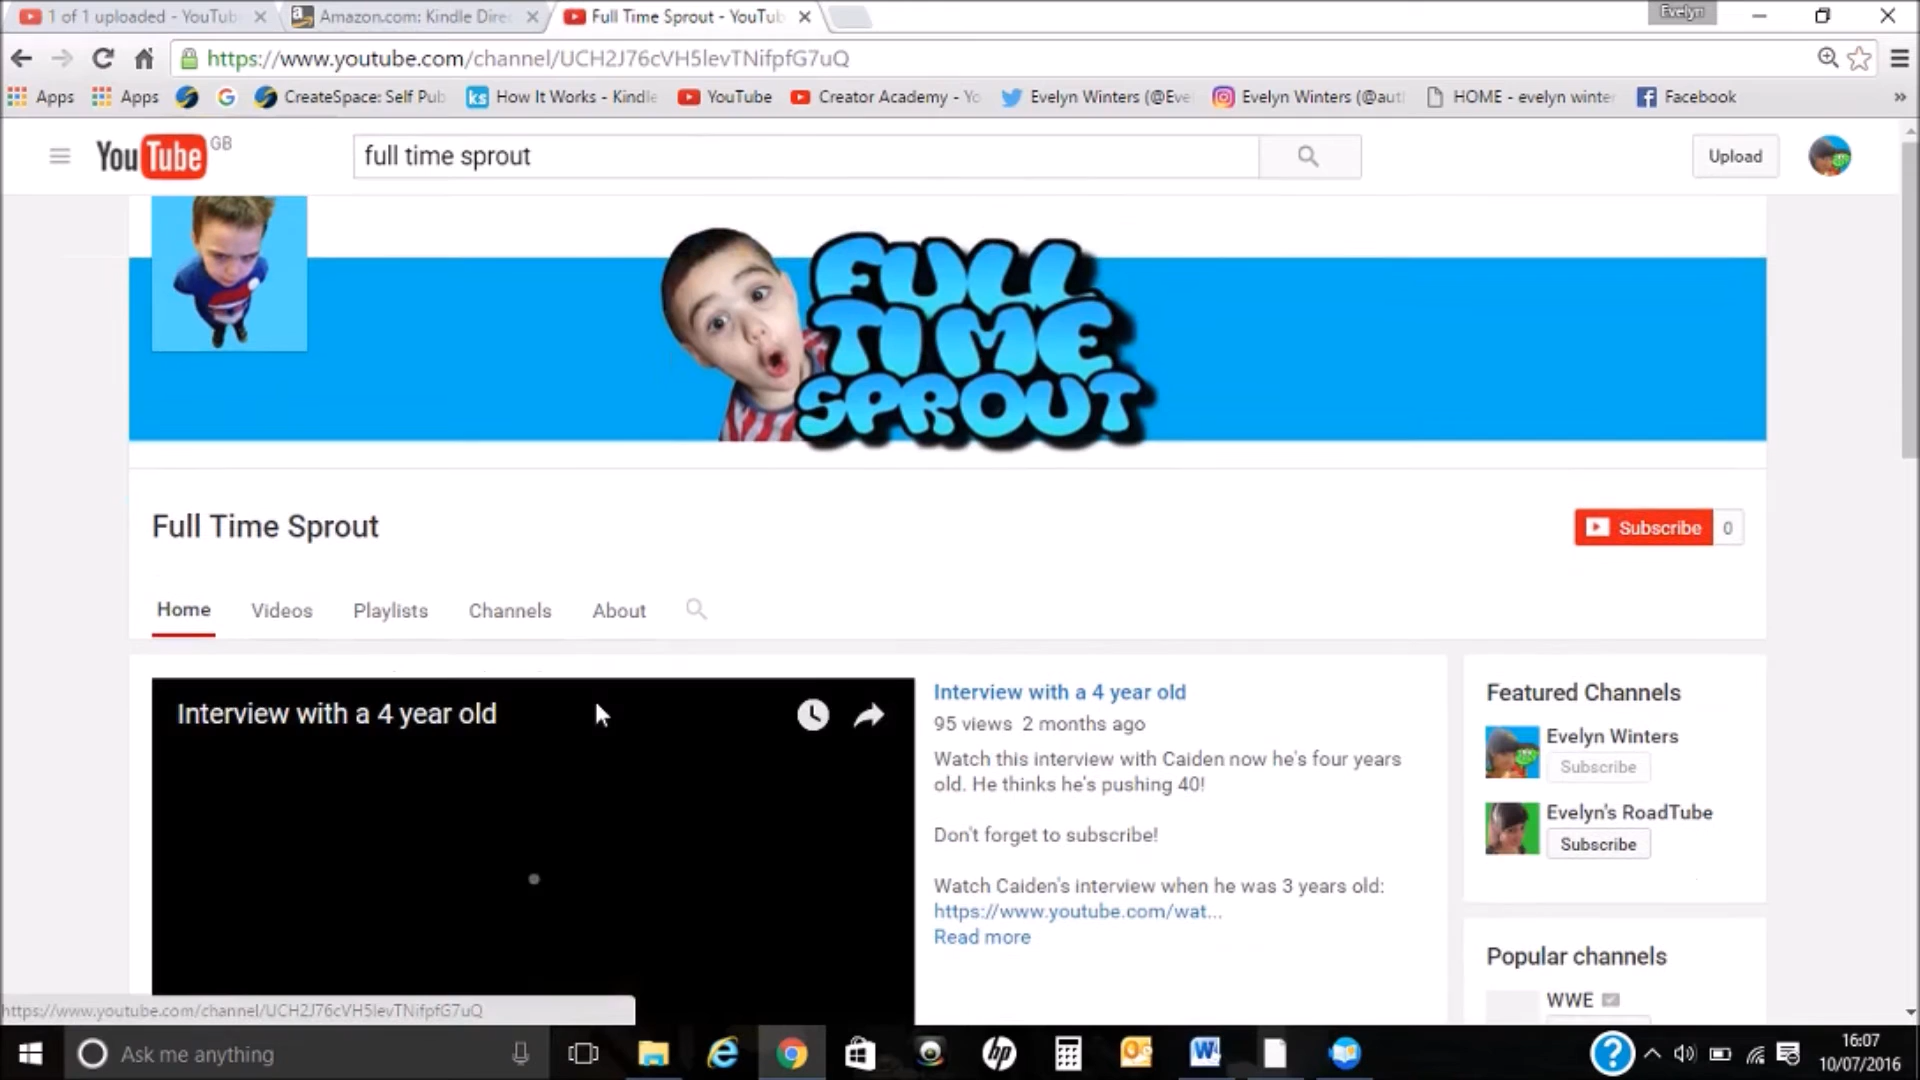 1 of 1 uploaded - YouTub
Amazon.com: Kindle Dire
Full Time Sprout - YouTub
Evelyn
https://www.youtube.com/channel/UCH2J76cVH5levTNifpfG7uQ
Apps
Apps
CreateSpace: Self Pub
ks How It Works - Kindle
YouTube
Creator Academy - Yo
Evelyn Winters (@Eve
Evelyn Winters (@aut
HOME - evelyn winter
Facebook
»
YouTube GB
full time sprout
Upload
FULL
TIME
SPROUT
Full Time Sprout
Subscribe 0
Home Videos Playlists Channels About
Interview with a 4 year old
Interview with a 4 year old
95 views 2 months ago
Watch this interview with Caiden now he's four years
old. He thinks he's pushing 40!
Don't forget to subscribe!
Watch Caiden's interview when he was 3 years old:
https://www.youtube.com/wat...
Read more
Featured Channels
Evelyn Winters
Subscribe
Evelyn's RoadTube
Subscribe
Popular channels
WWE
https://www.youtube.com/channel/UCH2J76cVH5levTNifpfG7uQ
Ask me anything
hp
16:07
10/07/2016